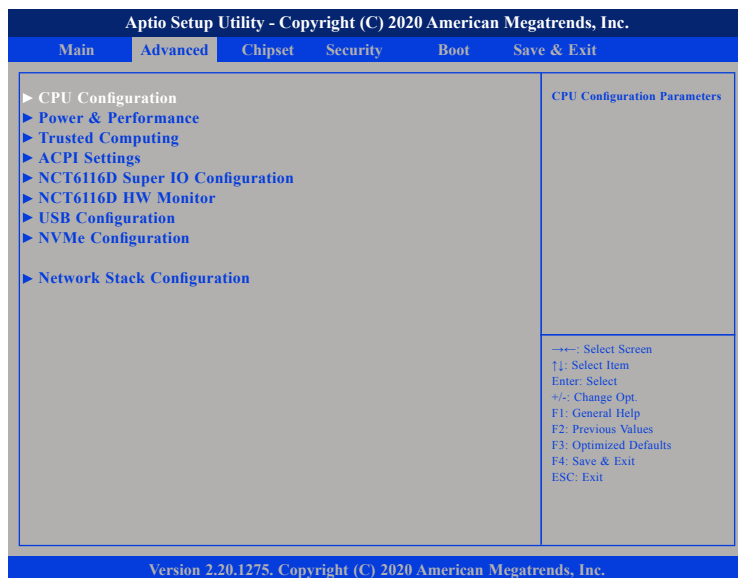 Aptio Setup Utility - Copyright (C) 2020 American Megatrends, Inc.
Main Advanced Chipset Security Boot Save & Exit
► CPU Configuration
► Power & Performance
► Trusted Computing
► ACPI Settings
► NCT6116D Super IO Configuration
► NCT6116D HW Monitor
► USB Configuration
► NVMe Configuration
► Network Stack Configuration
CPU Configuration Parameters
→←: Select Screen
↑↓: Select Item
Enter: Select
+/-: Change Opt.
F1: General Help
F2: Previous Values
F3: Optimized Defaults
F4: Save & Exit
ESC: Exit
Version 2.20.1275. Copyright (C) 2020 American Megatrends, Inc.